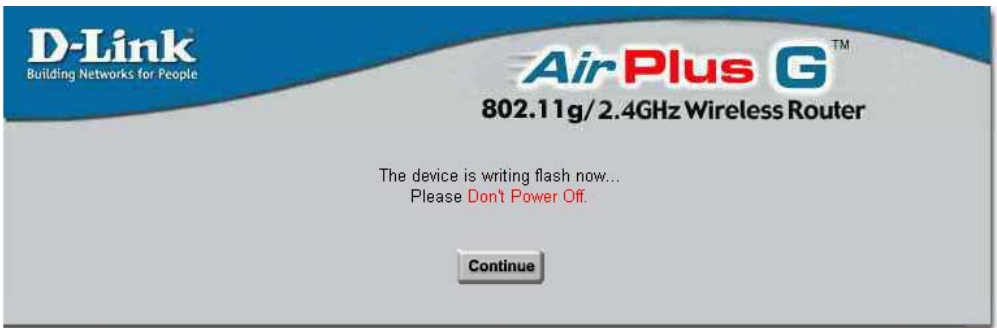 D-Link
Building Networks for People
AirPlus G™
802.11g/2.4GHz Wireless Router
The device is writing flash now...
Please Don't Power Off.
Continue